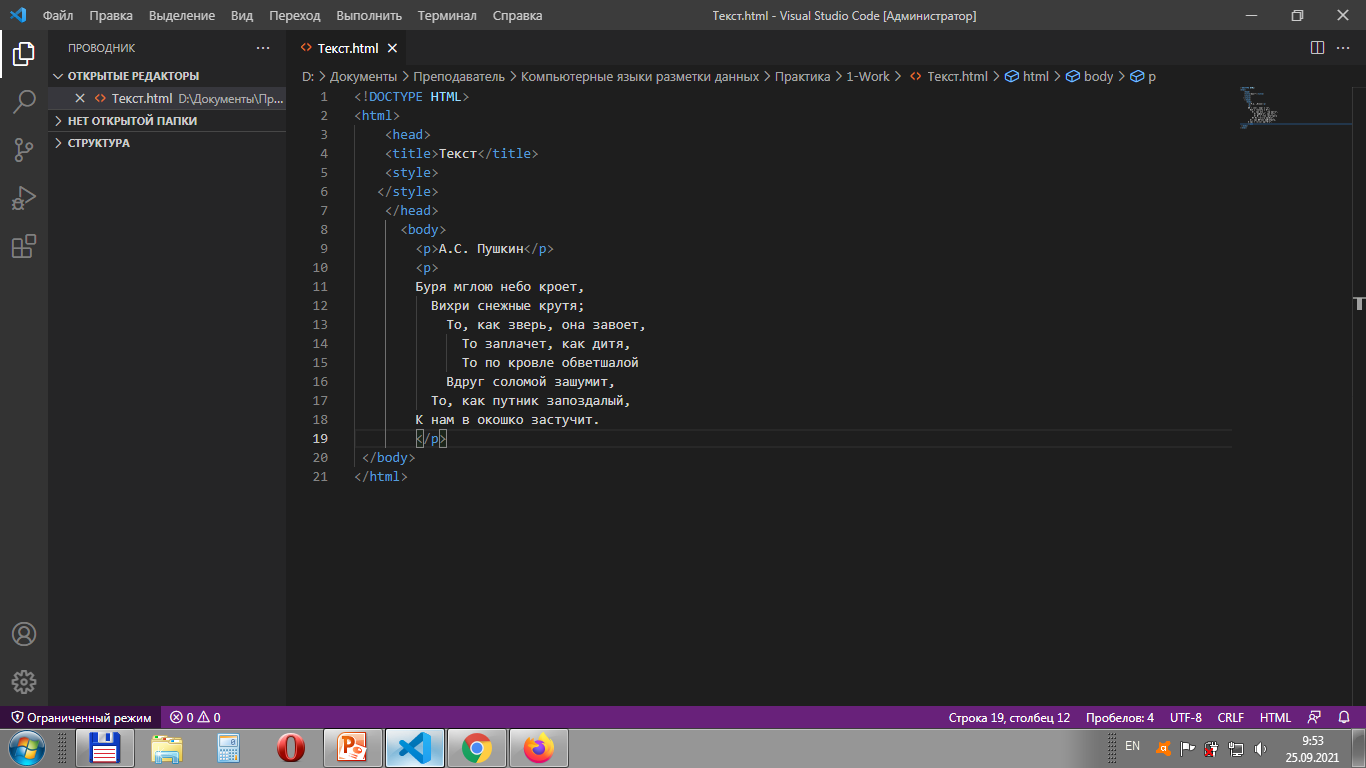 Файл Правка Выделение Вид Переход Выполнить Терминал Справка Текст.html - Visual Studio Code [Администратор]
ПРОВОДНИК
ОТКРЫТЫЕ РЕДАКТОРЫ
Текст.html D:\Документы\Пр...
НЕТ ОТКРЫТОЙ ПАПКИ
СТРУКТУРА
Текст.html
D: > Документы > Преподаватель > Компьютерные языки разметки данных > Практика > 1-Work > Текст.html > html > body > p
1 <!DOCTYPE HTML>
2 <html>
3 <head>
4 <title>Текст</title>
5 <style>
6 </style>
7 </head>
8 <body>
9 <p>А.С. Пушкин</p>
10 <p>
11 Буря мглою небо кроет,
12 Вихри снежные крутя;
13 То, как зверь, она завоет,
14 То заплачет, как дитя,
15 То по кровле обветшалой
16 Вдруг соломой зашумит,
17 То, как путник запоздалый,
18 К нам в окошко застучит.
19 </p>
20 </body>
21 </html>
Ограниченный режим 0 0 Строка 19, столбец 12 Пробелов: 4 UTF-8 CRLF HTML
EN 9:53
25.09.2021